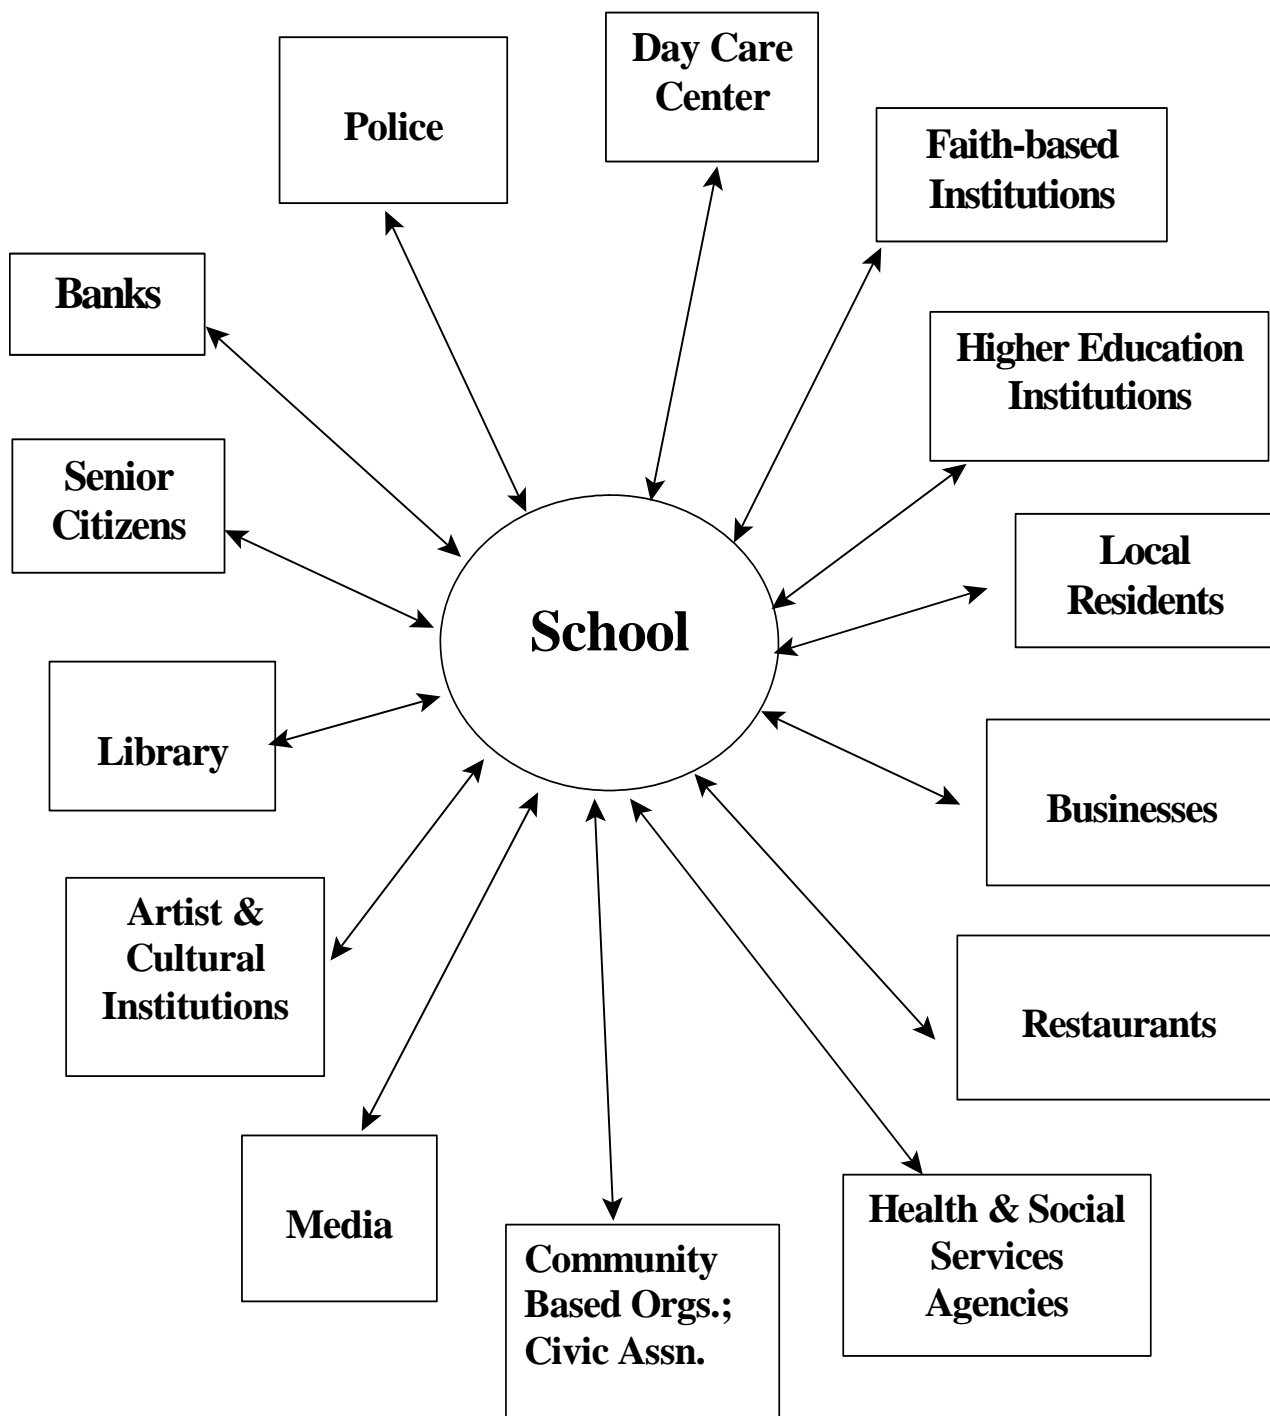 Day Care
Center
Police
Faith-based
Institutions
Banks
Higher Education
Institutions
Senior
Citizens
Local
Residents
School
Library
Businesses
Artist &
Cultural
Institutions
Restaurants
Media
Health & Social
Services
Agencies
Community
Based Orgs.;
Civic Assn.